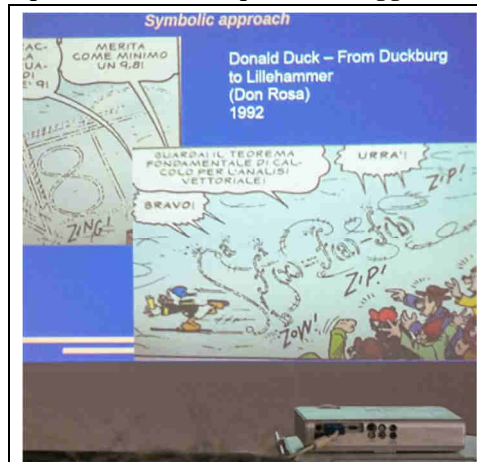 Symbolic approach
Donald Duck – From Duckburg
to Lillehammer
(Don Rosa)
1992
MERITA
COME MINIMO
UN 9,8!
ZING!
GUARDA! IL TEOREMA
FONDAMENTALE DI CAL-
COLO PER L'ANALISI
VETTORIALE!
URRA'!
BRAVO!
ZIP!
ZIP!
ZOW!